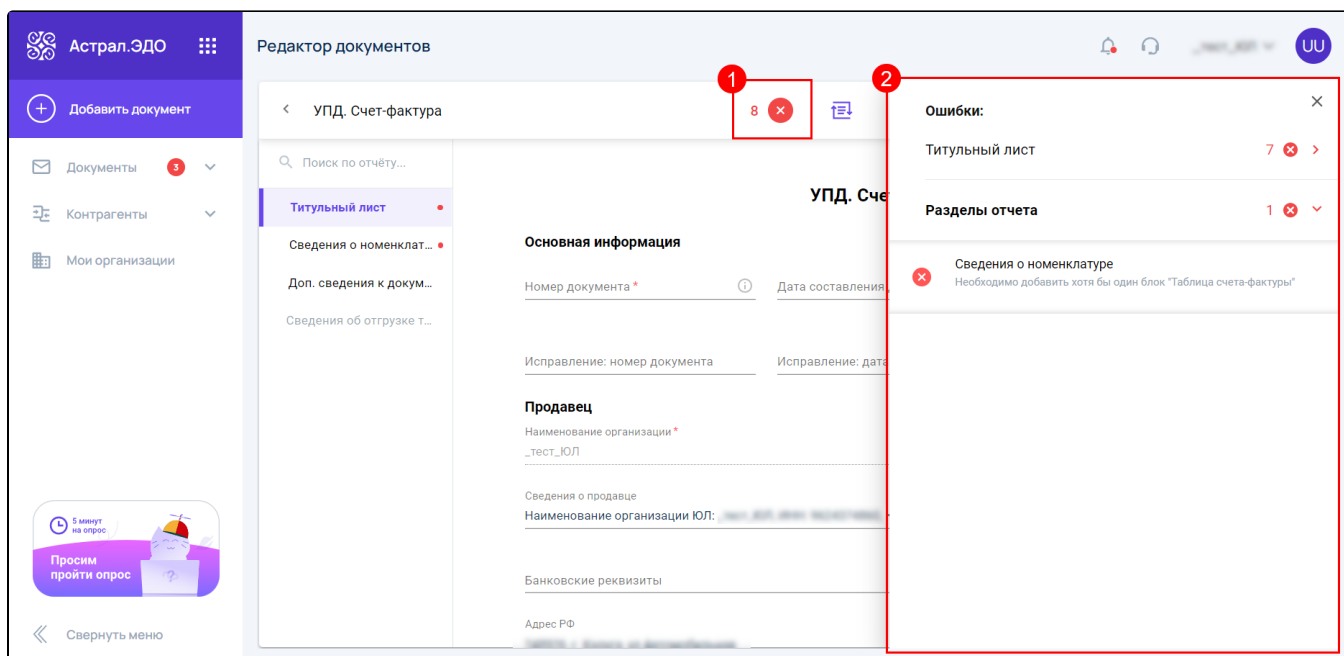 Астрал.ЭДО
Редактор документов
UU
Добавить документ
Документы 3
Контрагенты
Мои организации
5 минут
на опрос
Просим
пройти опрос
?
Свернуть меню
УПД. Счет-фактура
1
8
Поиск по отчёту...
Титульный лист
Сведения о номенклат...
Доп. сведения к докум...
Сведения об отгрузке т...
УПД. Сче
Основная информация
Номер документа *
Дата составления
Исправление: номер документа
Исправление: дата
Продавец
Наименование организации *
_тест_ЮЛ
Сведения о продавце
Наименование организации ЮЛ:
Банковские реквизиты
Адрес РФ
2
Ошибки:
Титульный лист 7
Разделы отчета 1
Сведения о номенклатуре
Необходимо добавить хотя бы один блок "Таблица счета-фактуры"